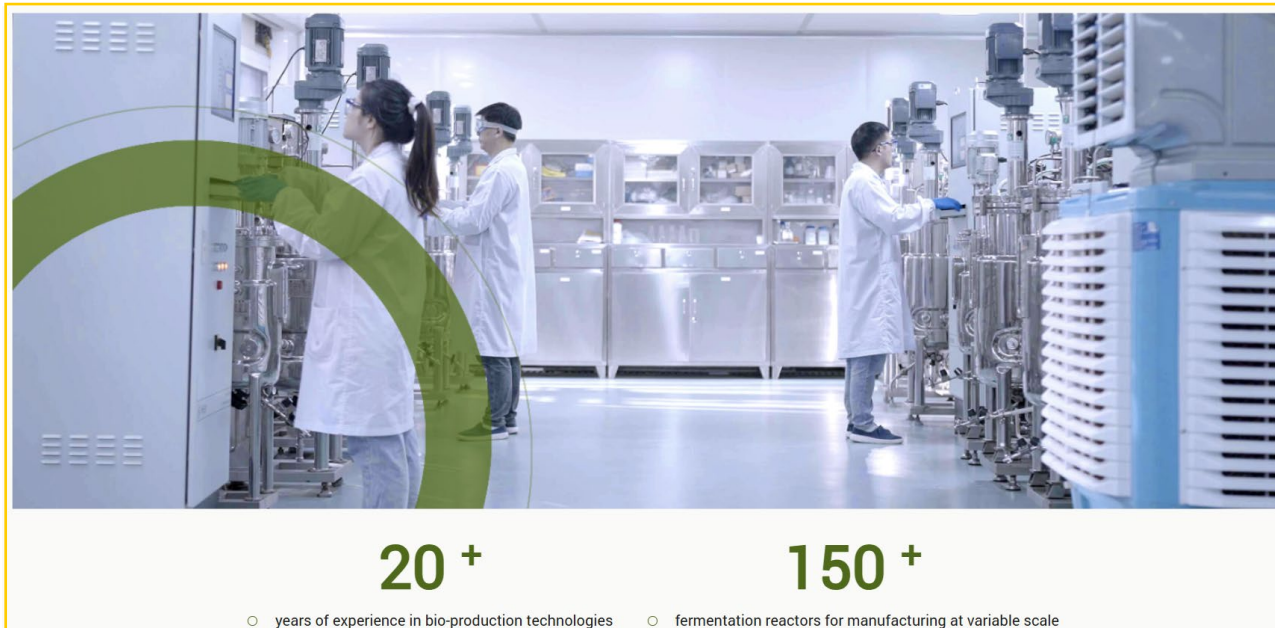 20 +
150 +
years of experience in bio-production technologies
fermentation reactors for manufacturing at variable scale